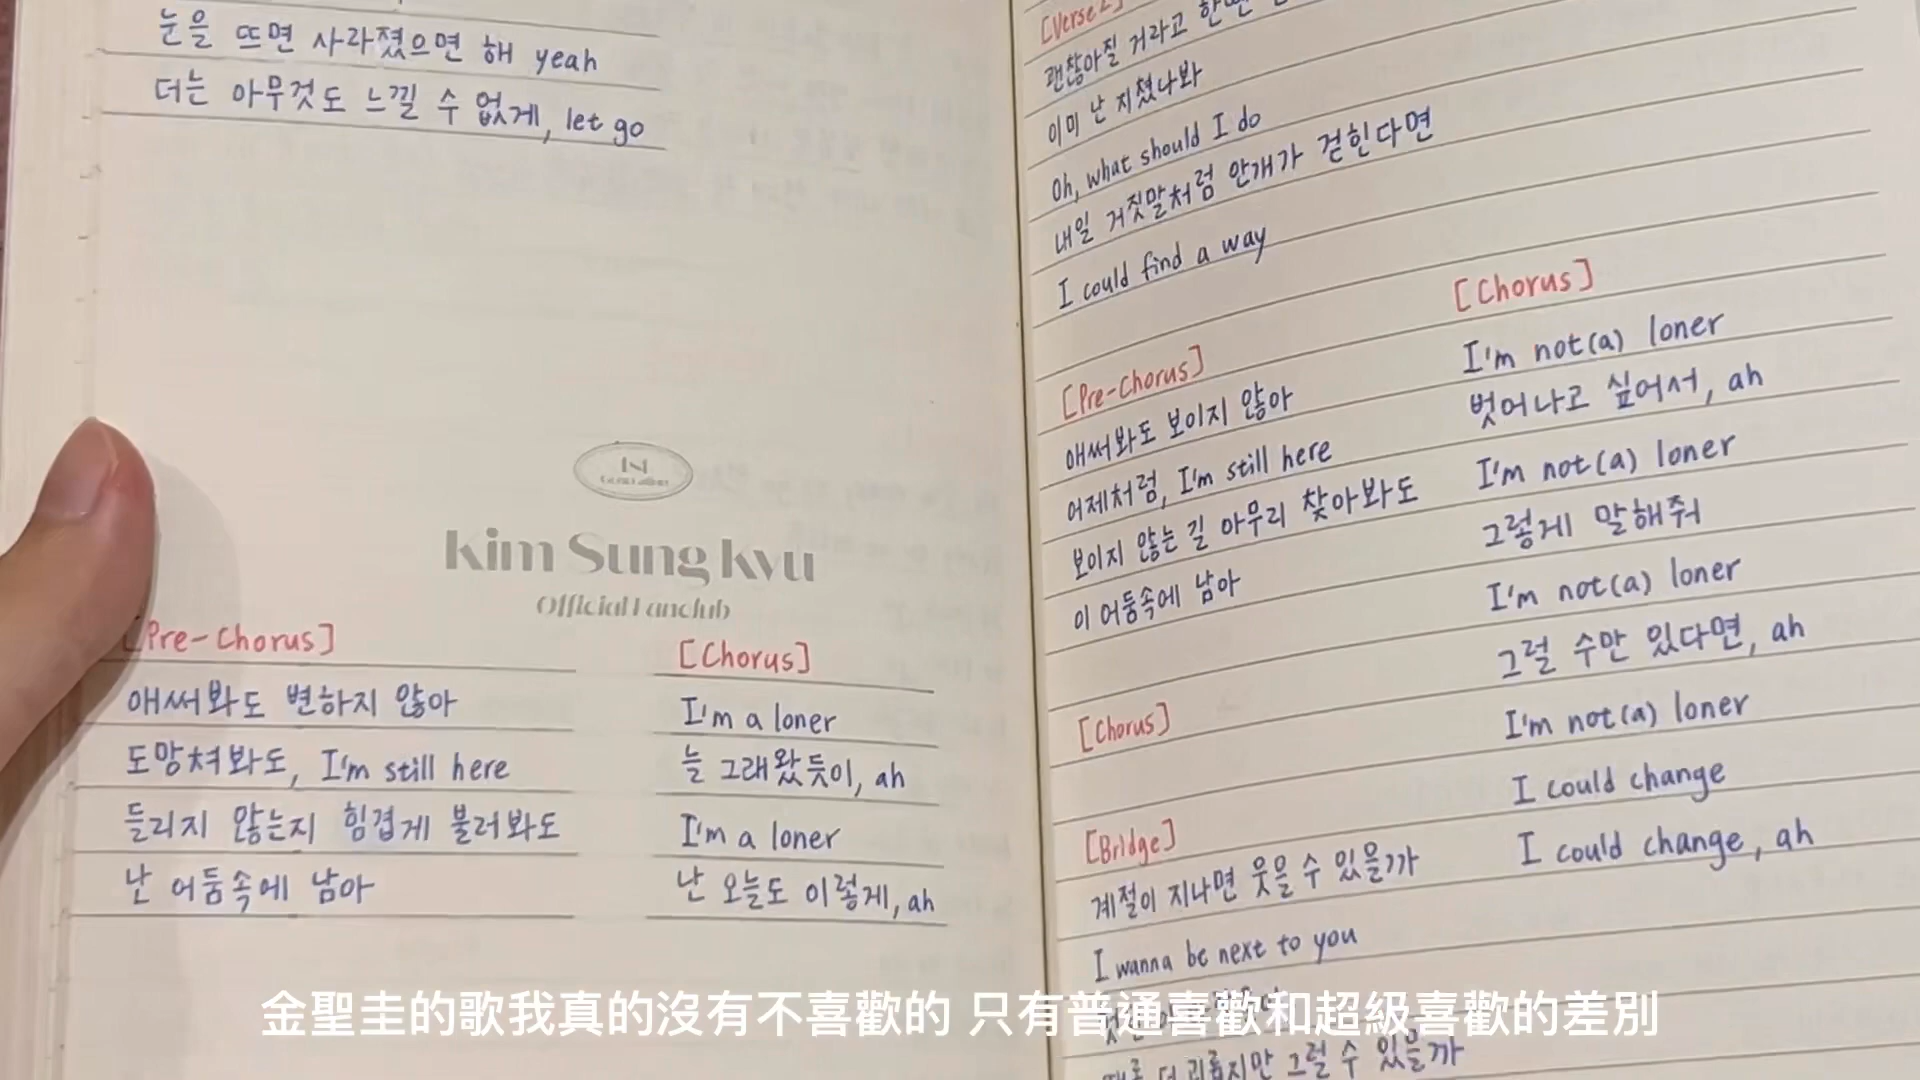 눈을 뜨면 사라졌으면 해 yeah
더는 아무것도 느낄 수 없게, let go
1st
Generation
Kim Sung kyu
Official Fanclub
[Pre-Chorus]
애써봐도 변하지 않아
도망쳐봐도, I'm still here
들리지 않는지 힘겹게 불러봐도
난 어둠속에 남아
[Chorus]
I'm a loner
늘 그래왔듯이, ah
I'm a loner
난 오늘도 이렇게, ah
[Verse 2]
괜찮아질 거라고
이미 난 지쳤나봐
Oh, what should I do
내일 거짓말처럼 안개가 걷힌다면
I could find a way
[Pre-Chorus]
애써봐도 보이지 않아
어제처럼, I'm still here
보이지 않는 길 아무리 찾아봐도
이 어둠속에 남아
[Chorus]
[Bridge]
계절이 지나면 웃을 수 있을까
I wanna be next to you
그럴 수 있을까
[Chorus]
I'm not(a) loner
벗어나고 싶어서, ah
I'm not(a) loner
그렇게 말해줘
I'm not(a) loner
그럴 수만 있다면, ah
I'm not(a) loner
I could change
I could change, ah
金聖圭的歌我真的沒有不喜歡的 只有普通喜歡和超級喜歡的差別